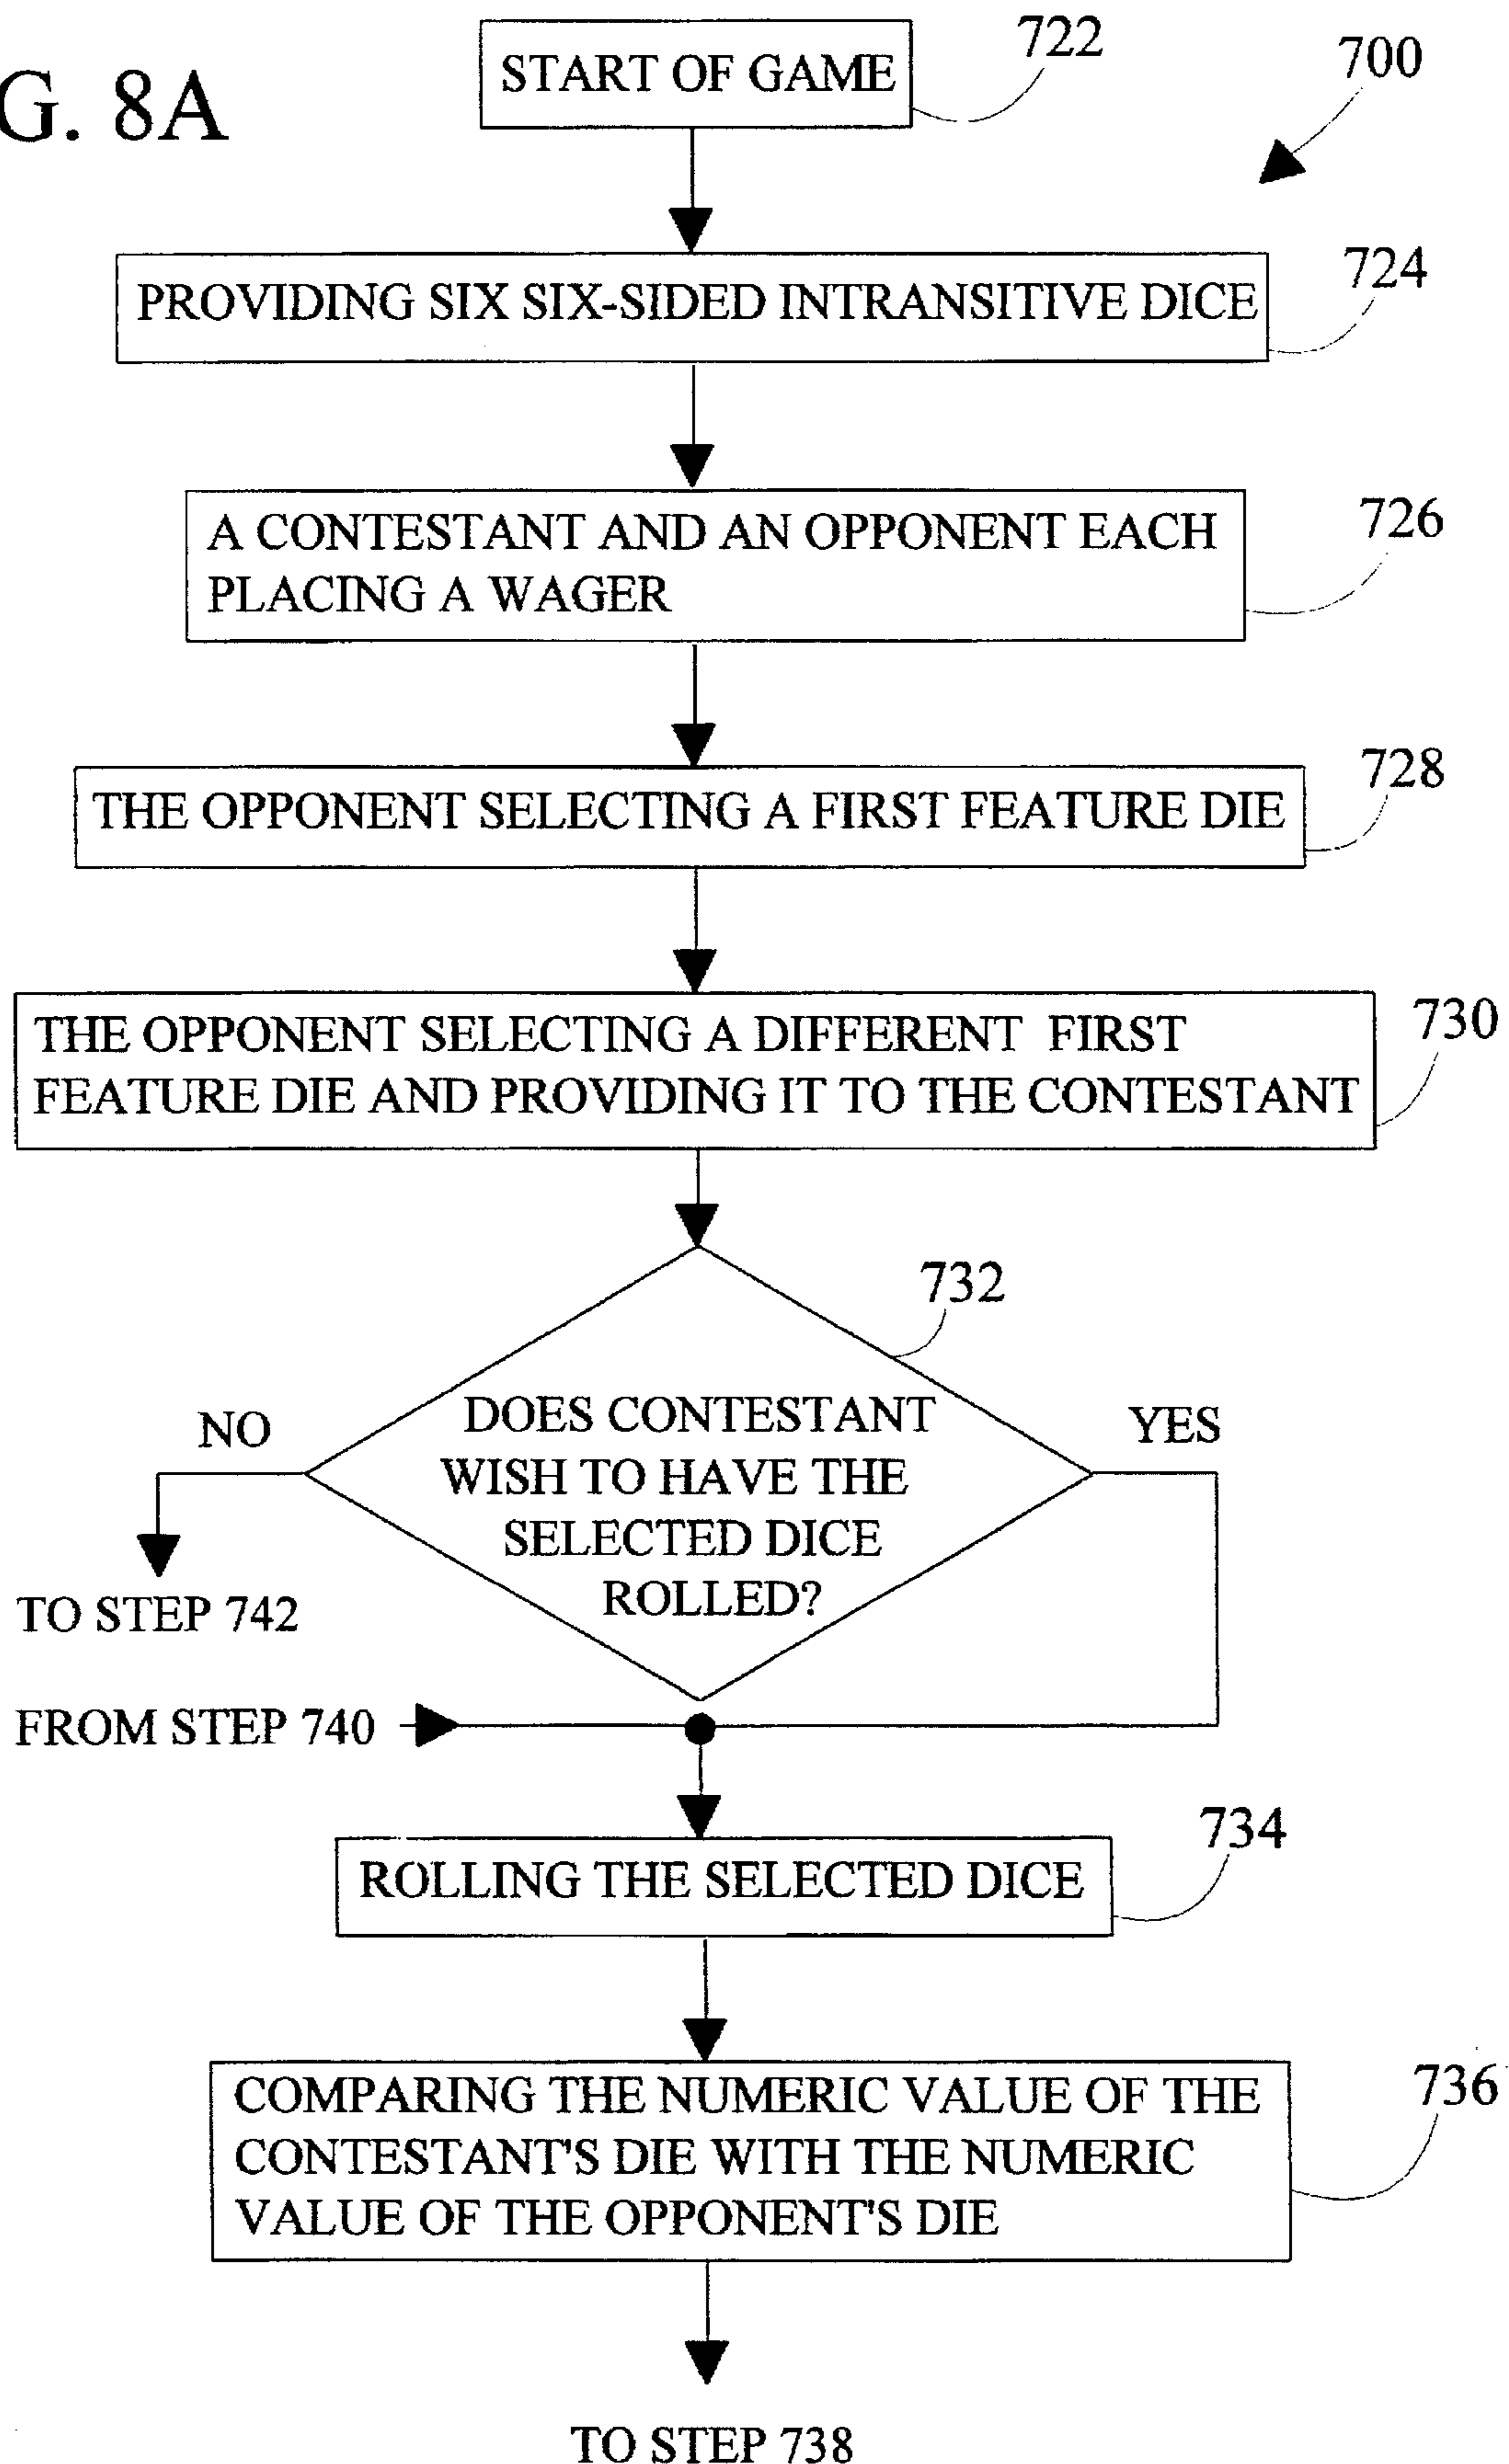 G. 8A
START OF GAME
722
700
PROVIDING SIX SIX-SIDED INTRANSITIVE DICE
724
A CONTESTANT AND AN OPPONENT EACH
PLACING A WAGER
726
THE OPPONENT SELECTING A FIRST FEATURE DIE
728
THE OPPONENT SELECTING A DIFFERENT FIRST
FEATURE DIE AND PROVIDING IT TO THE CONTESTANT
730
732
DOES CONTESTANT
WISH TO HAVE THE
SELECTED DICE
ROLLED?
NO
YES
TO STEP 742
FROM STEP 740
ROLLING THE SELECTED DICE
734
COMPARING THE NUMERIC VALUE OF THE
CONTESTANT'S DIE WITH THE NUMERIC
VALUE OF THE OPPONENT'S DIE
736
TO STEP 738